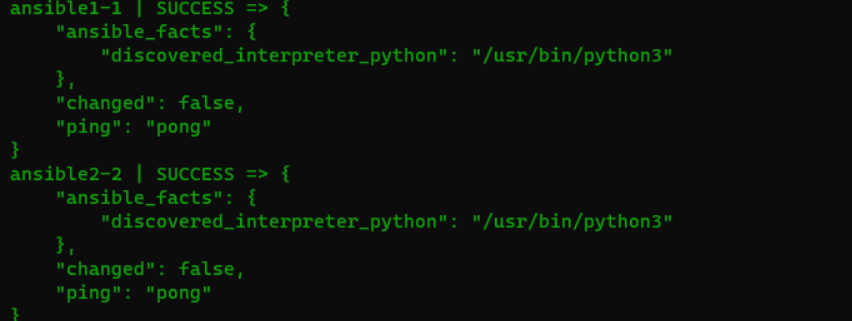 ansible1-1 | SUCCESS => {
    "ansible_facts": {
        "discovered_interpreter_python": "/usr/bin/python3"
    },
    "changed": false,
    "ping": "pong"
}
ansible2-2 | SUCCESS => {
    "ansible_facts": {
        "discovered_interpreter_python": "/usr/bin/python3"
    },
    "changed": false,
    "ping": "pong"
}